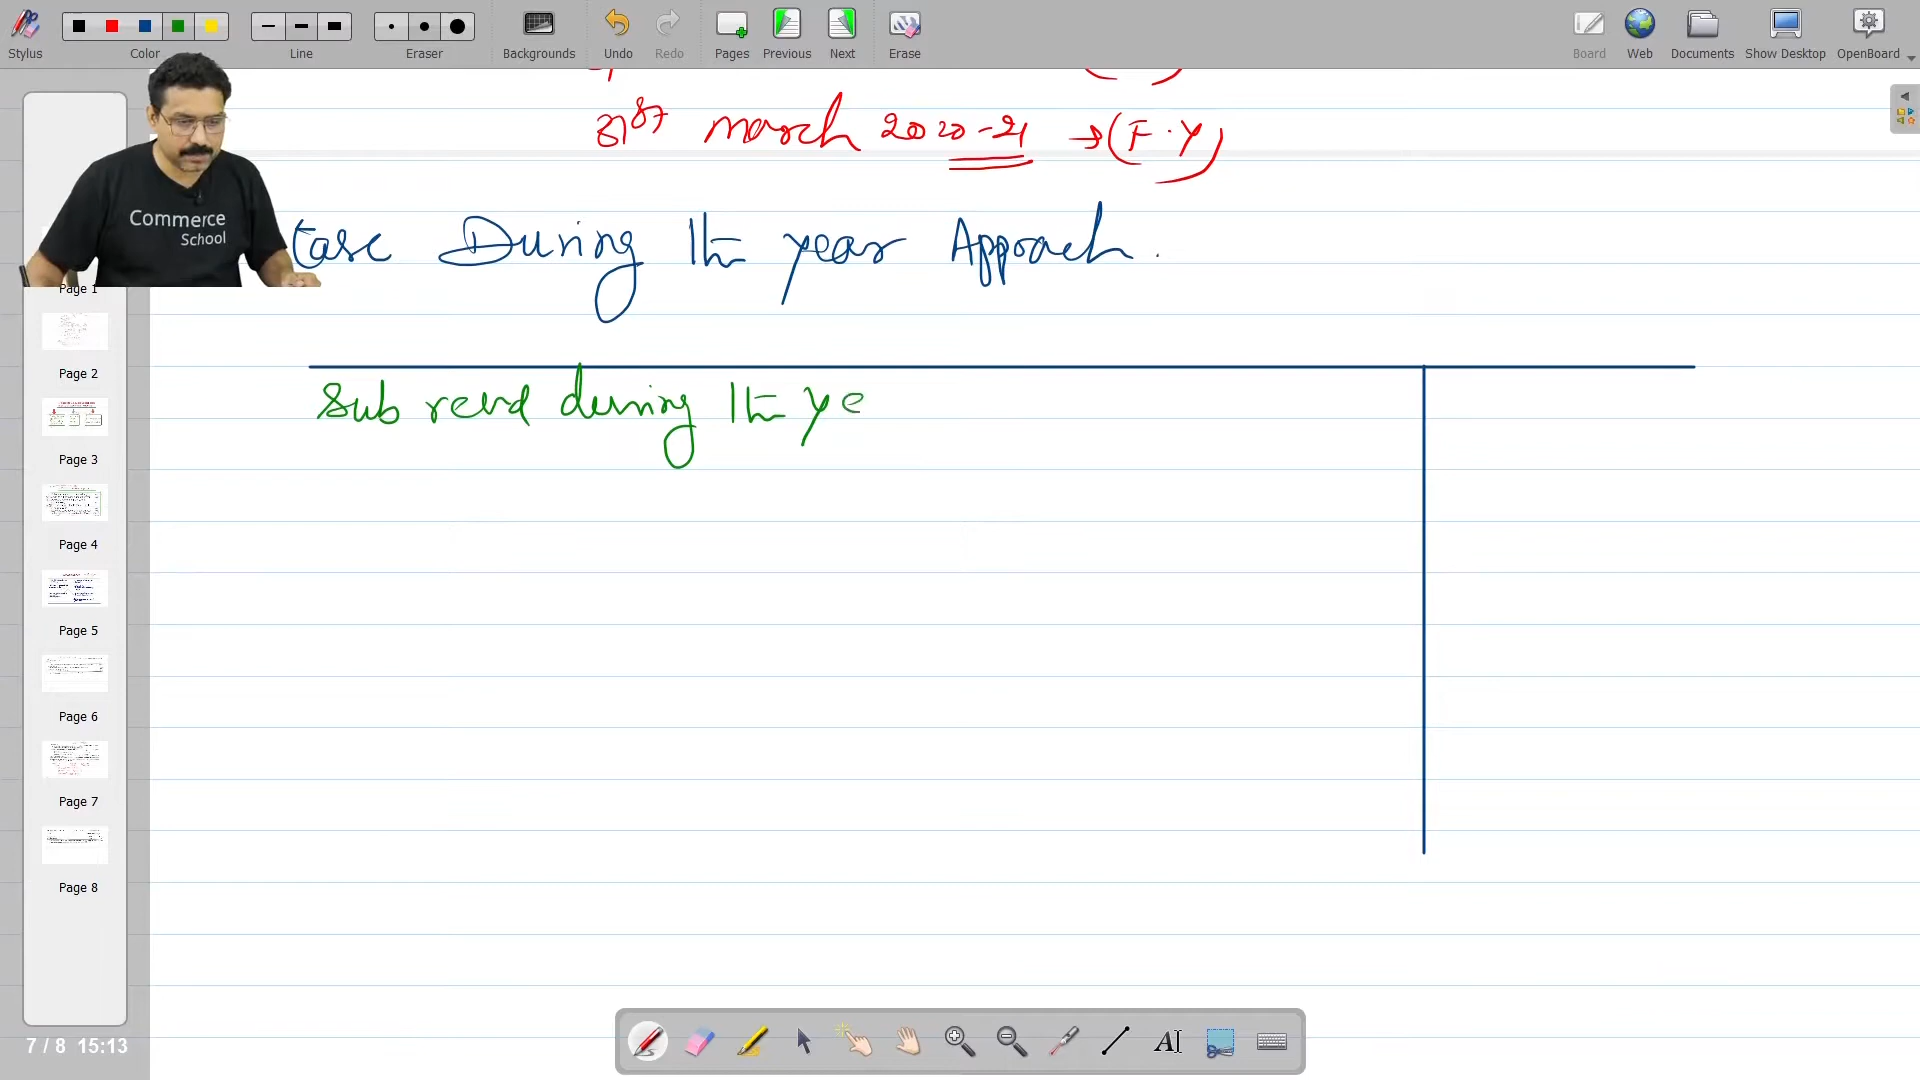 Stylus Color Line Eraser Backgrounds Undo Redo Pages Previous Next Erase Board Web Documents Show Desktop OpenBoard
31st march 2020-21 → (F.Y)
Commerce
School
During the year Approach.
Sub recvd during the ye
Page 1
Page 2
Page 3
Page 4
Page 5
Page 6
Page 7
Page 8
7 / 8 15:13